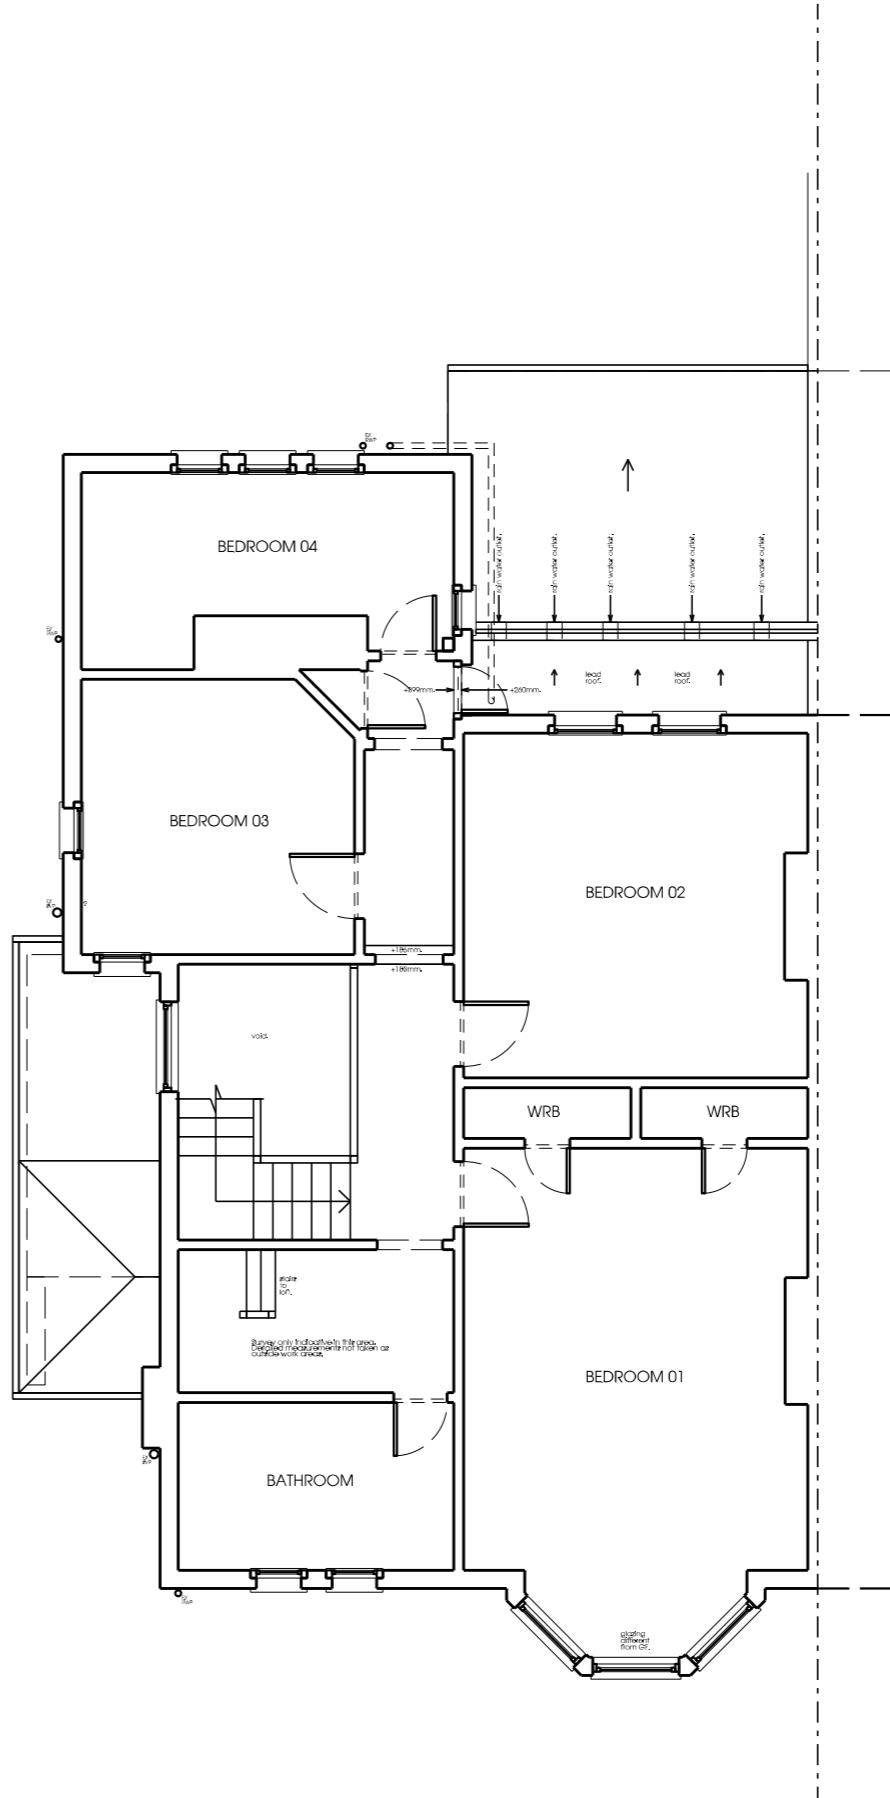 BEDROOM 04
rain water outlet.
rain water outlet.
rain water outlet.
rain water outlet.
rain water outlet.
lead
roof.
lead
roof.
+260mm.
BEDROOM 03
BEDROOM 02
+186mm.
+188mm.
void.
WRB
WRB
stairs
to
loft.
Survey only indicative in this area.
Detailed measurements not taken as
outside work areas.
BEDROOM 01
BATHROOM
glazing
different
from GF.